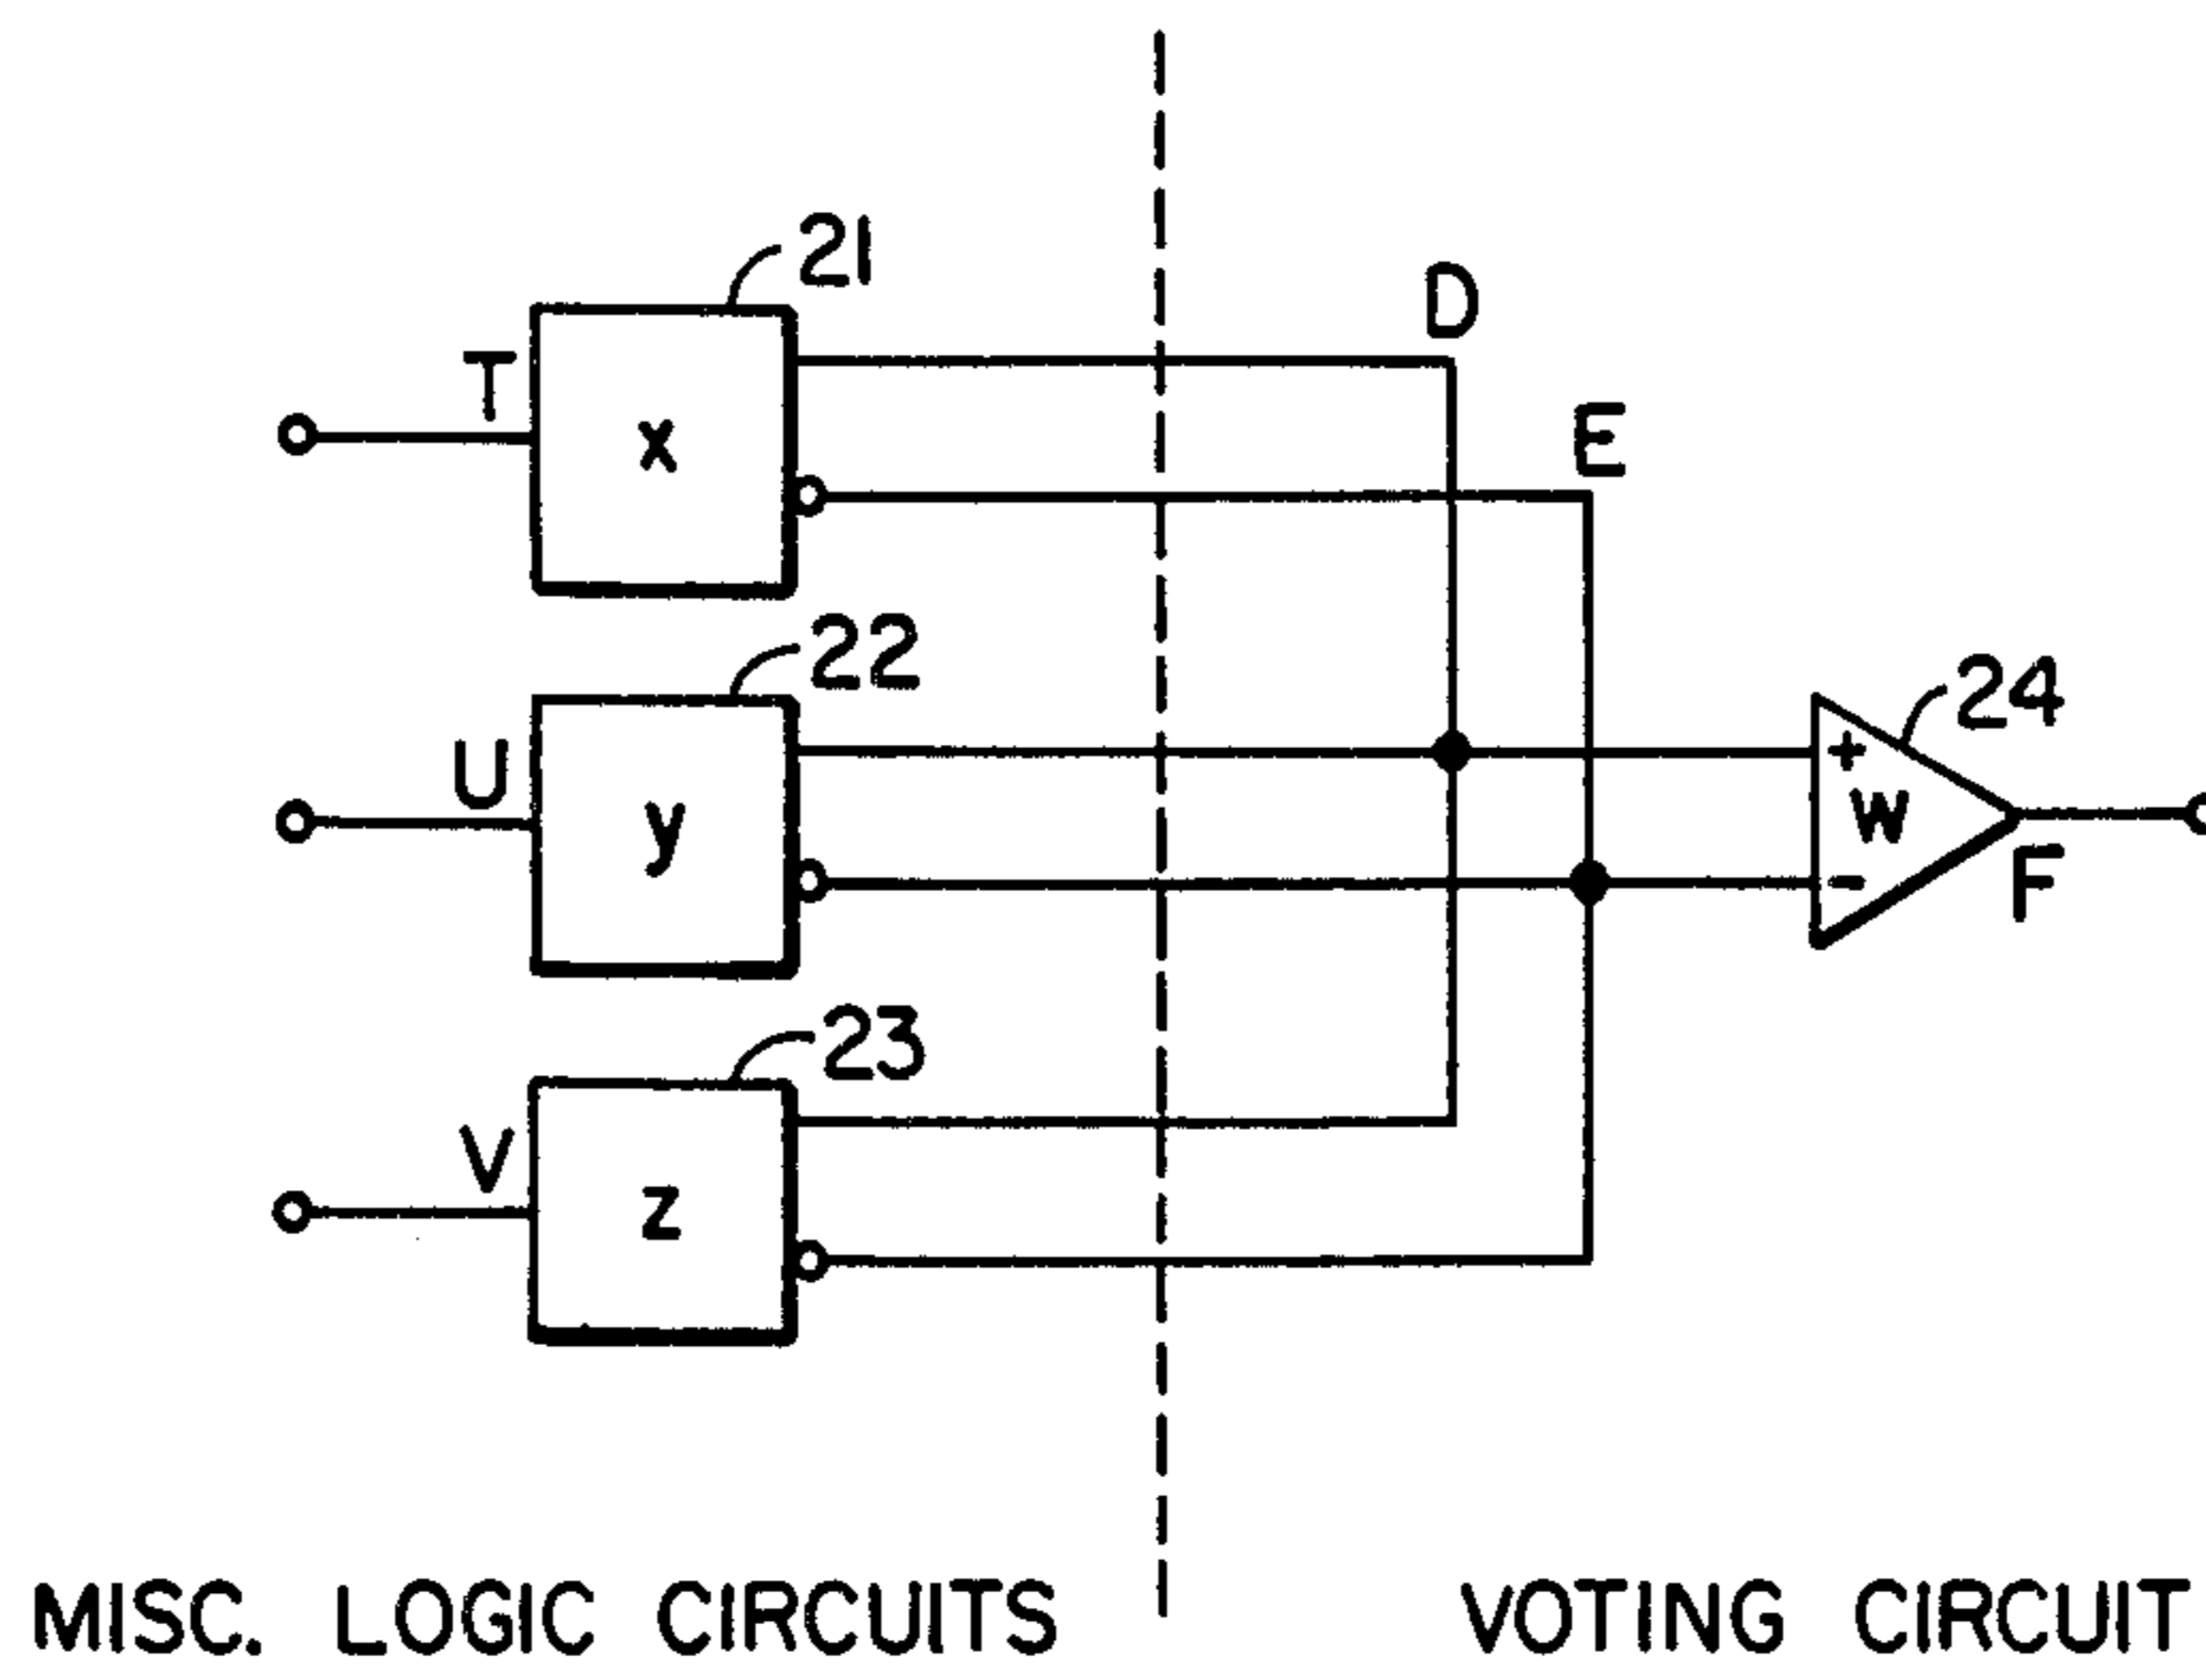 21
D
T
x
E
22
24
U
y
+
w
-
F
23
V
z
MISC. LOGIC CIRCUITS
VOTING CIRCUIT